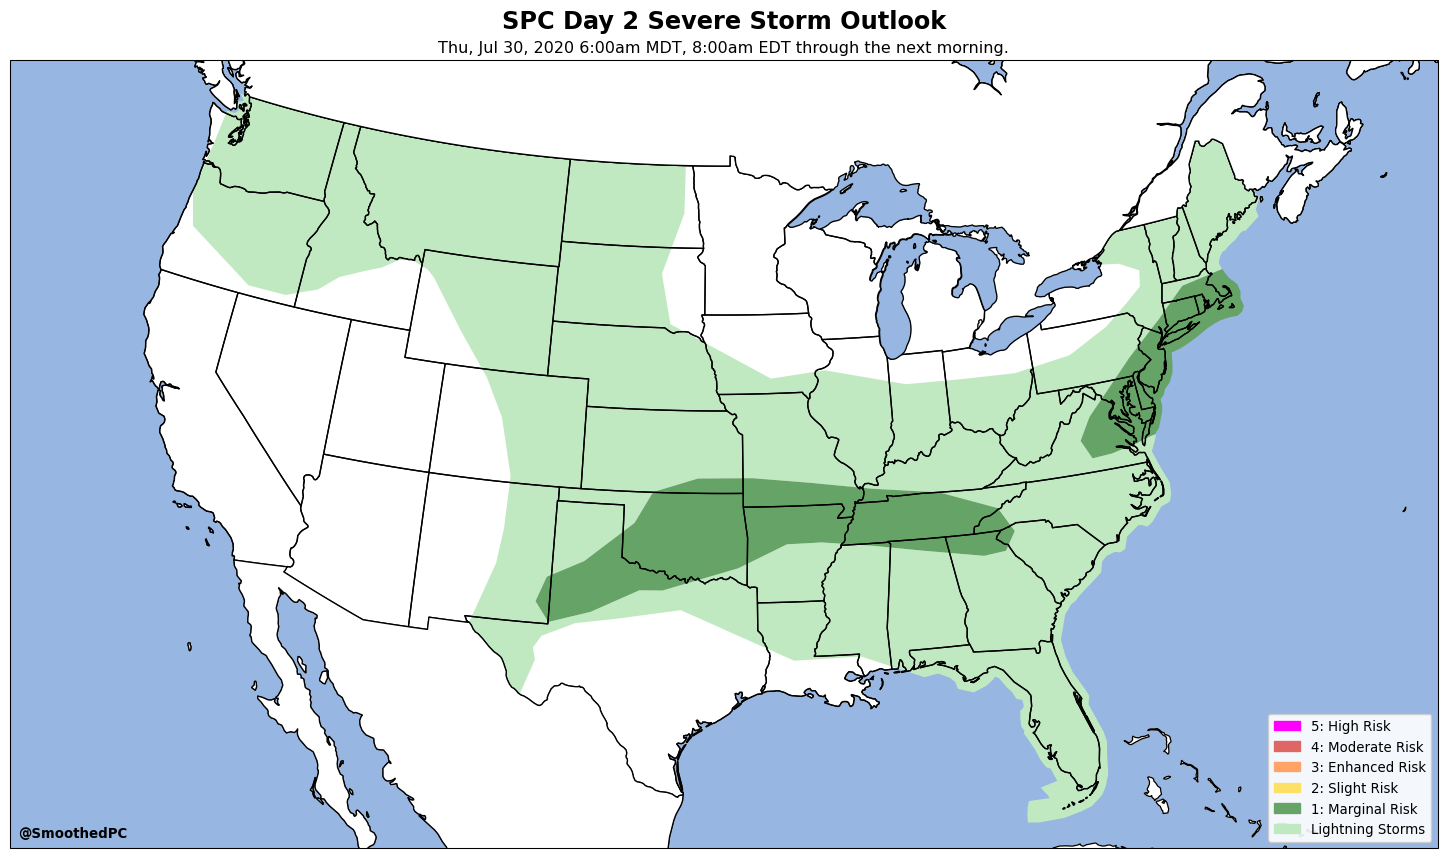 SPC Day 2 Severe Storm Outlook
Thu, Jul 30, 2020 6:00am MDT, 8:00am EDT through the next morning.
5: High Risk
4: Moderate Risk
3: Enhanced Risk
2: Slight Risk
1: Marginal Risk
Lightning Storms
@SmoothedPC